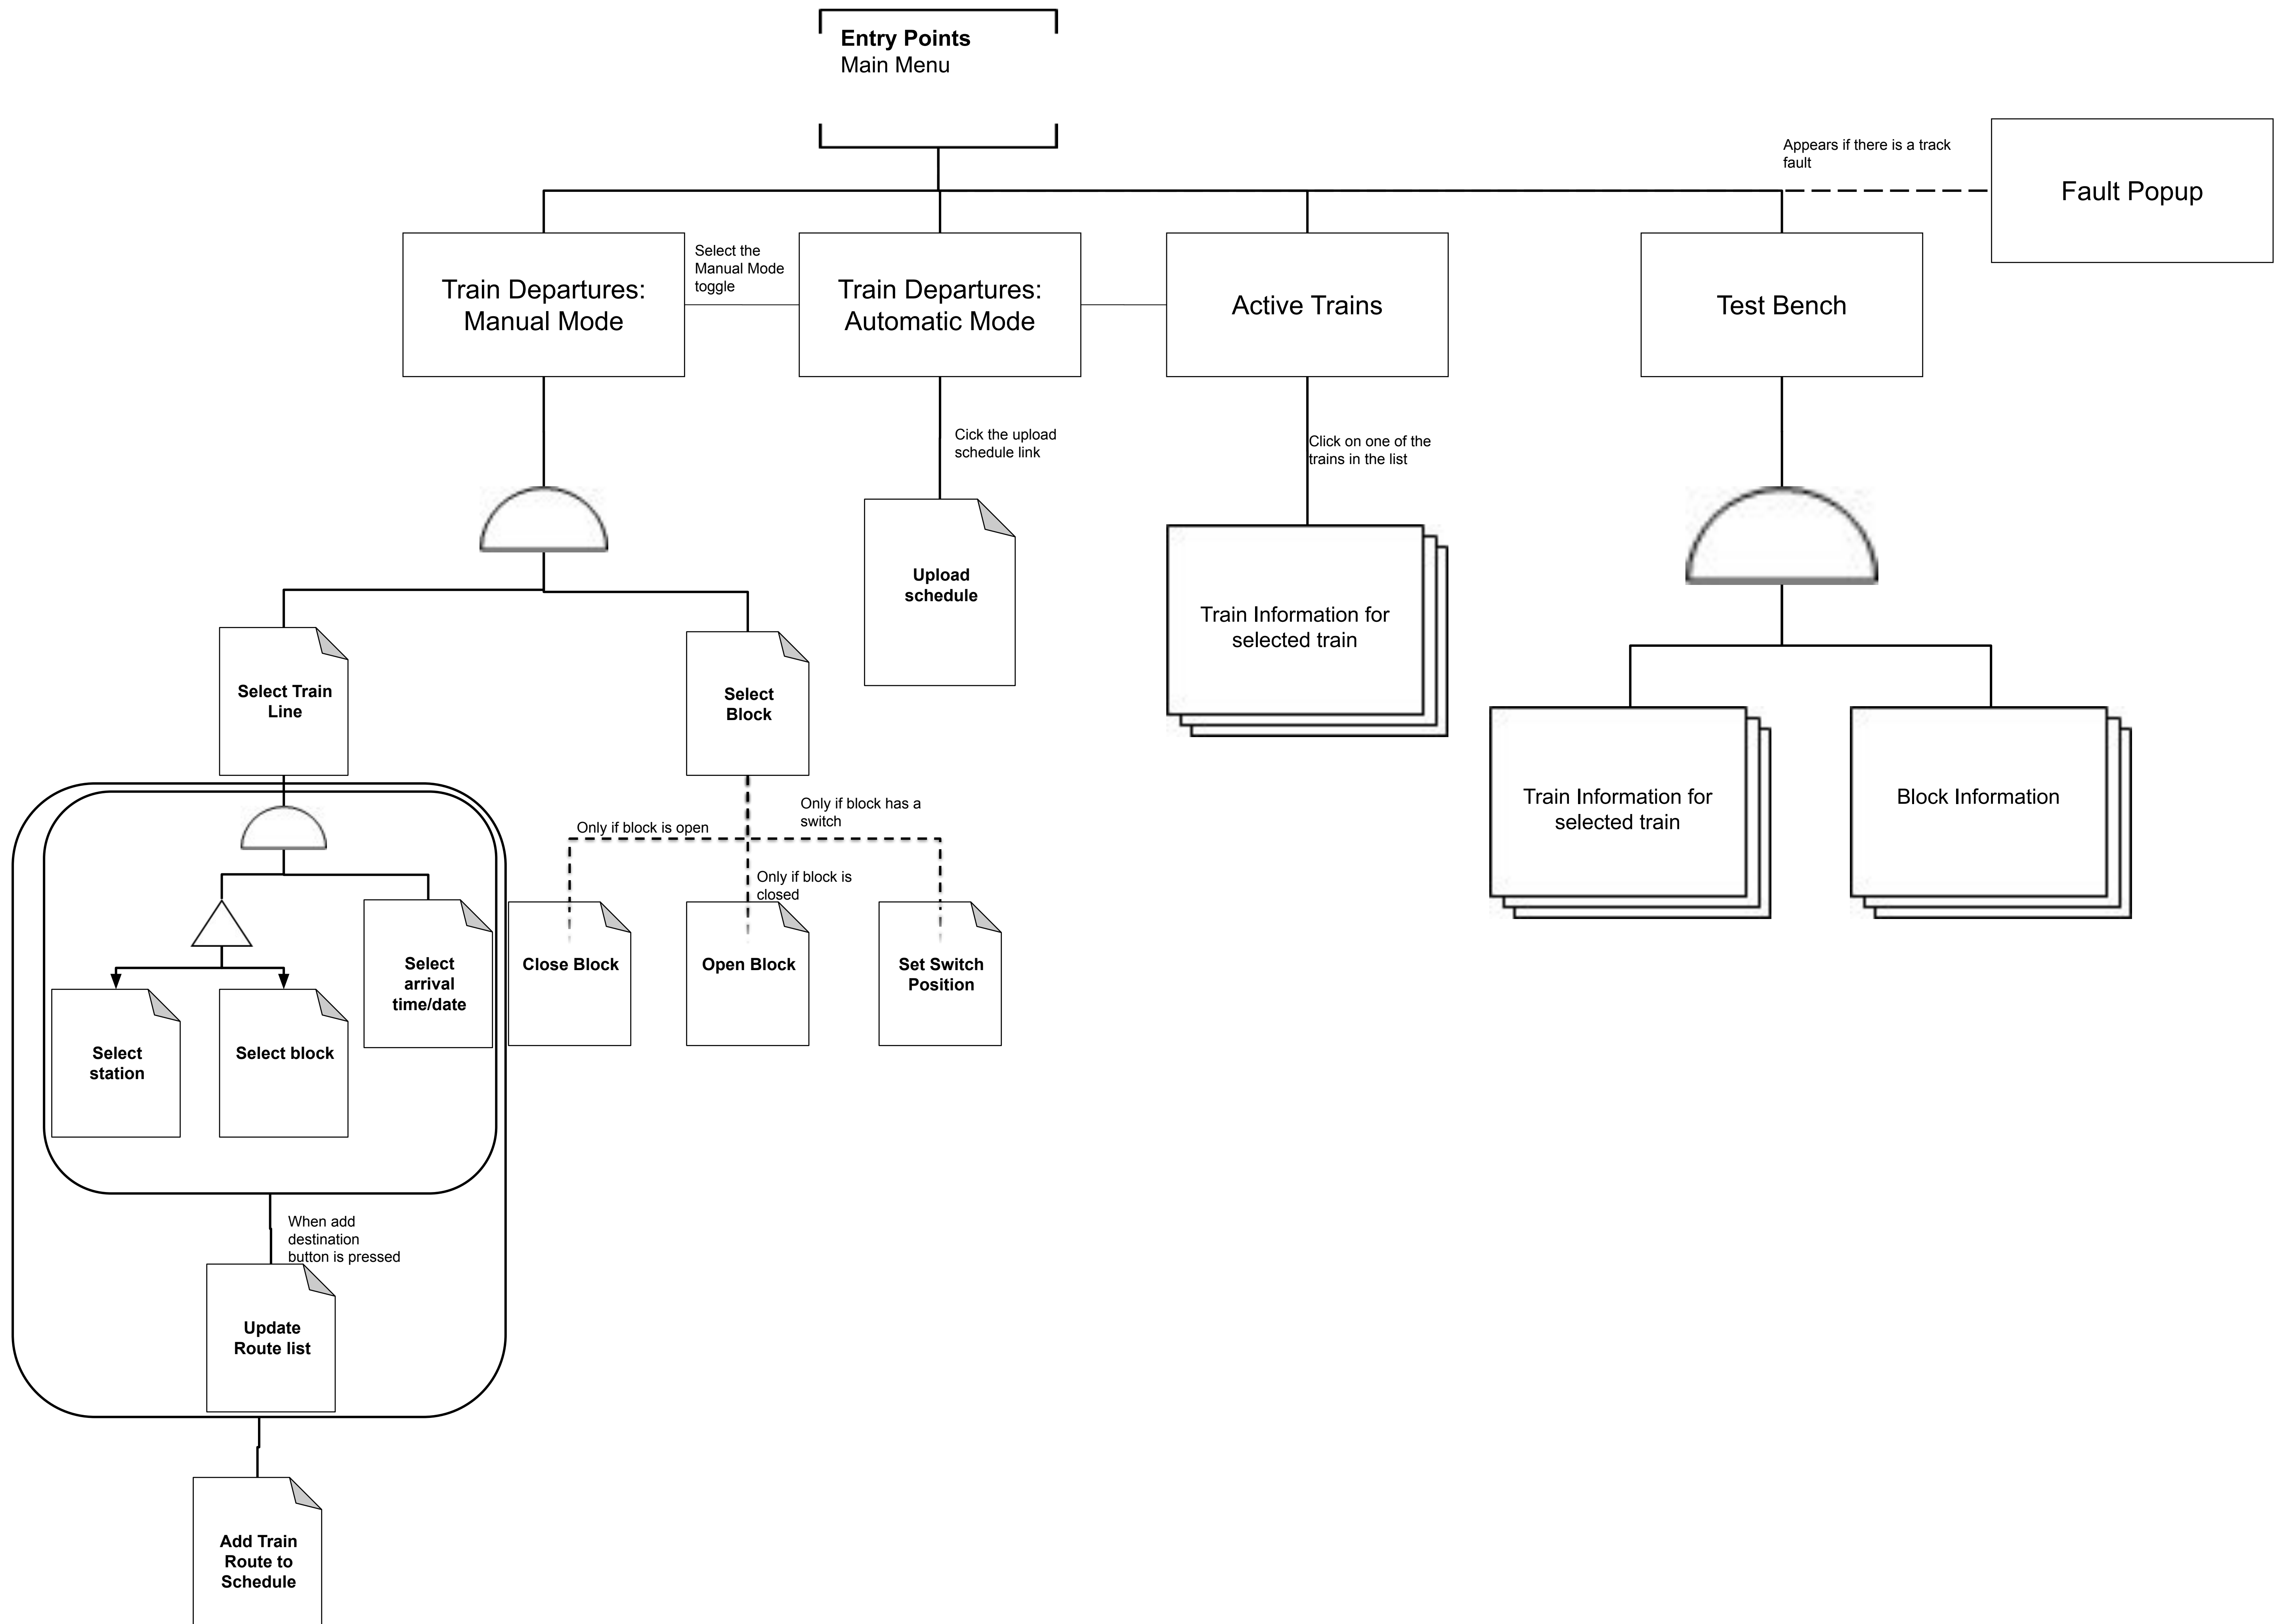 Entry Points
Main Menu
Appears if there is a track
fault
Fault Popup
Train Departures:
Manual Mode
Select the
Manual Mode
toggle
Train Departures:
Automatic Mode
Active Trains
Test Bench
Cick the upload
schedule link
Click on one of the
trains in the list
Upload
schedule
Train Information for
selected train
Select Train
Line
Select
Block
Train Information for
selected train
Block Information
Only if block is open
Only if block has a
switch
Only if block is
closed
Select
arrival
time/date
Close Block
Open Block
Set Switch
Position
Select
station
Select block
When add
destination
button is pressed
Update
Route list
Add Train
Route to
Schedule